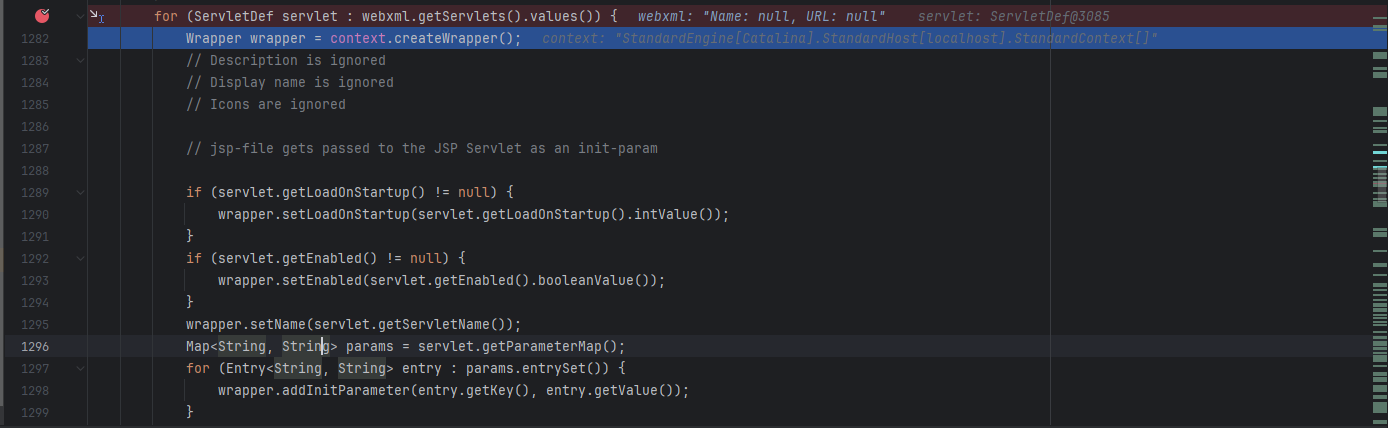 for (ServletDef servlet : webxml.getServlets().values()) {   webxml: "Name: null, URL: null"    servlet: ServletDef@3085
1282 Wrapper wrapper = context.createWrapper();   context: "StandardEngine[Catalina].StandardHost[localhost].StandardContext[]"
1283 // Description is ignored
1284 // Display name is ignored
1285 // Icons are ignored
1286
1287 // jsp-file gets passed to the JSP Servlet as an init-param
1288
1289 if (servlet.getLoadOnStartup() != null) {
1290 wrapper.setLoadOnStartup(servlet.getLoadOnStartup().intValue());
1291 }
1292 if (servlet.getEnabled() != null) {
1293 wrapper.setEnabled(servlet.getEnabled().booleanValue());
1294 }
1295 wrapper.setName(servlet.getServletName());
1296 Map<String, String> params = servlet.getParameterMap();
1297 for (Entry<String, String> entry : params.entrySet()) {
1298 wrapper.addInitParameter(entry.getKey(), entry.getValue());
1299 }